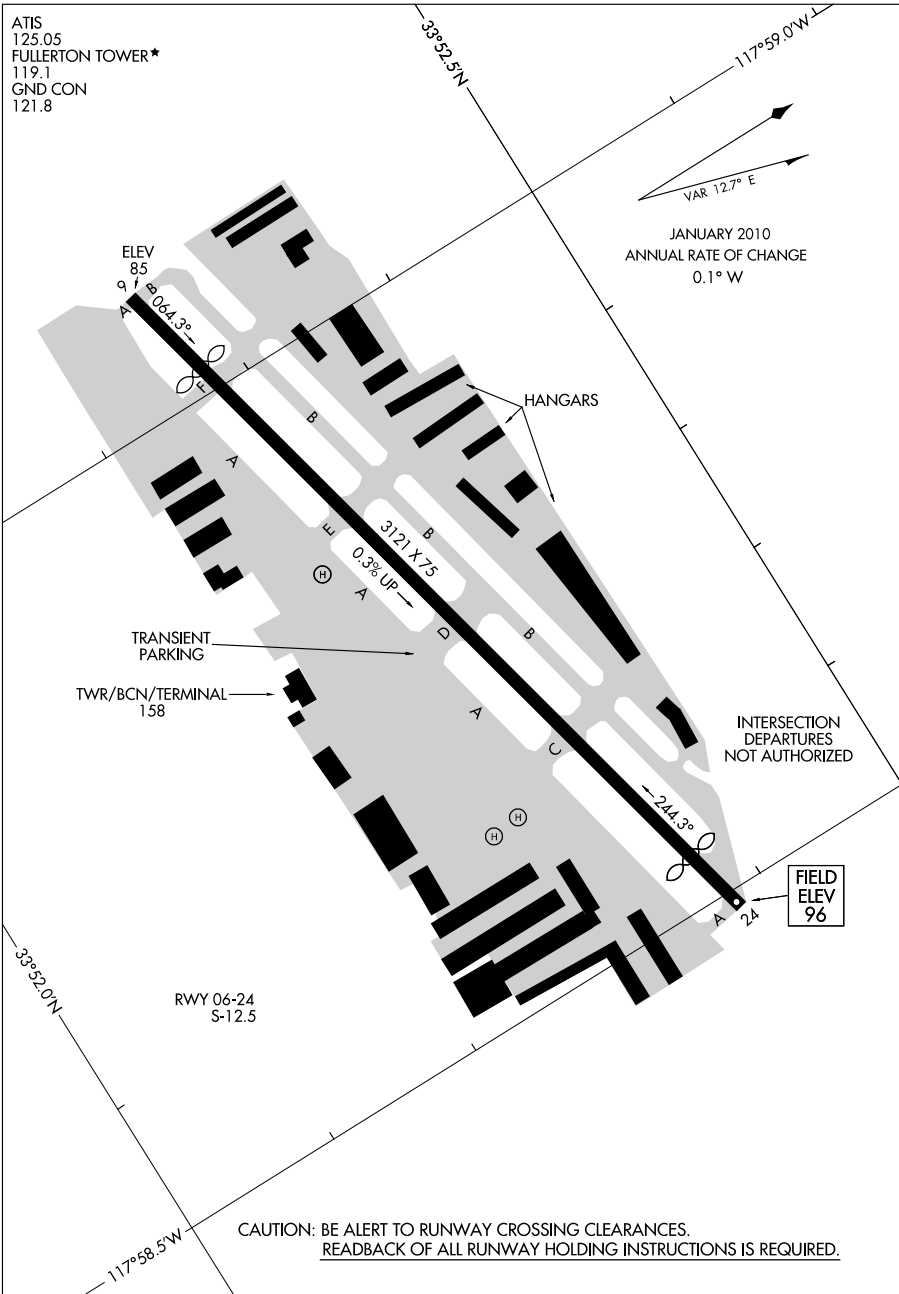 ATIS
125.05
FULLERTON TOWER★
119.1
GND CON
121.8
33°52.5'N
117°59.0'W
VAR 12.7° E
JANUARY 2010
ANNUAL RATE OF CHANGE
0.1° W
ELEV
85
9
A
B
064.3°
F
HANGARS
B
A
E
3121 X 75
0.3% UP
B
H
A
D
B
TRANSIENT
PARKING
TWR/BCN/TERMINAL
158
A
C
INTERSECTION
DEPARTURES
NOT AUTHORIZED
244.3°
H
H
FIELD
ELEV
96
A
24
33°52.0'N
RWY 06-24
S-12.5
117°58.5'W
CAUTION: BE ALERT TO RUNWAY CROSSING CLEARANCES.
READBACK OF ALL RUNWAY HOLDING INSTRUCTIONS IS REQUIRED.